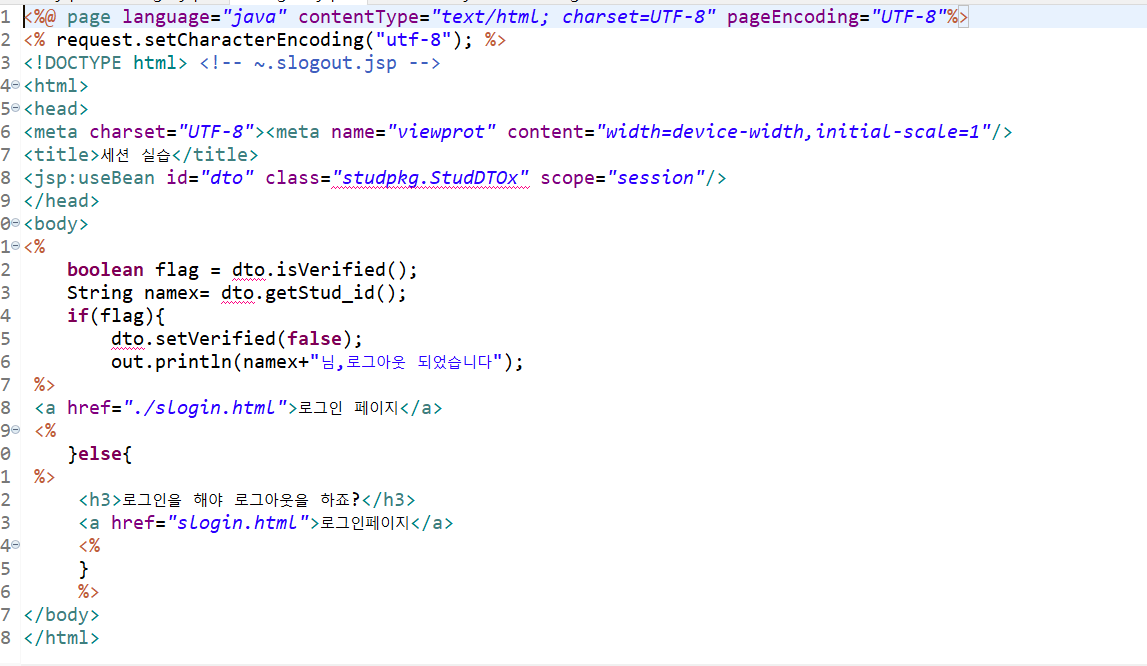 1 <%@ page language="java" contentType="text/html; charset=UTF-8" pageEncoding="UTF-8"%>
2 <% request.setCharacterEncoding("utf-8"); %>
3 <!DOCTYPE html> <!-- ~.slogout.jsp -->
4 <html>
5 <head>
6 <meta charset="UTF-8"><meta name="viewprot" content="width=device-width,initial-scale=1"/>
7 <title>세션 실습</title>
8 <jsp:useBean id="dto" class="studpkg.StudDTOx" scope="session"/>
9 </head>
0 <body>
1 <%
2     boolean flag = dto.isVerified();
3     String namex= dto.getStud_id();
4     if(flag){
5         dto.setVerified(false);
6         out.println(namex+"님,로그아웃 되었습니다");
7  %>
8  <a href="./slogin.html">로그인 페이지</a>
9  <%
0     }else{
1  %>
2      <h3>로그인을 해야 로그아웃을 하죠?</h3>
3      <a href="slogin.html">로그인페이지</a>
4      <%
5      }
6      %>
7 </body>
8 </html>